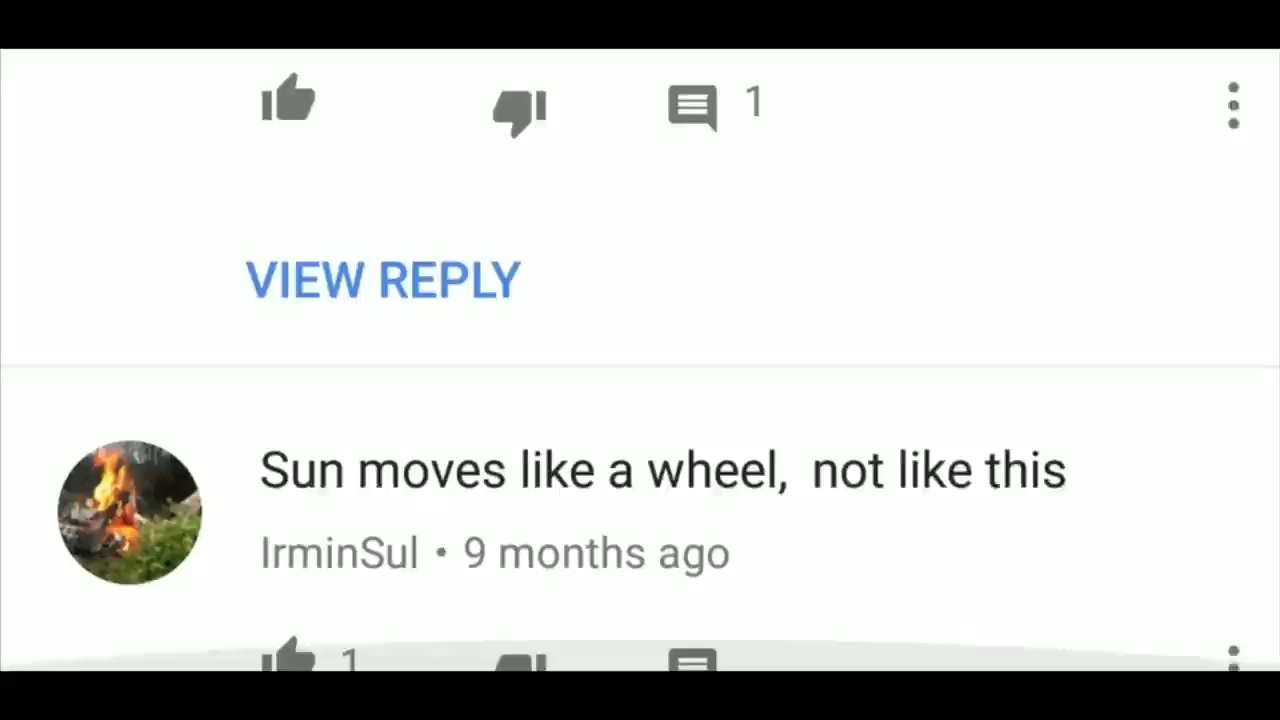 1
VIEW REPLY
Sun moves like a wheel, not like this
IrminSul • 9 months ago
1